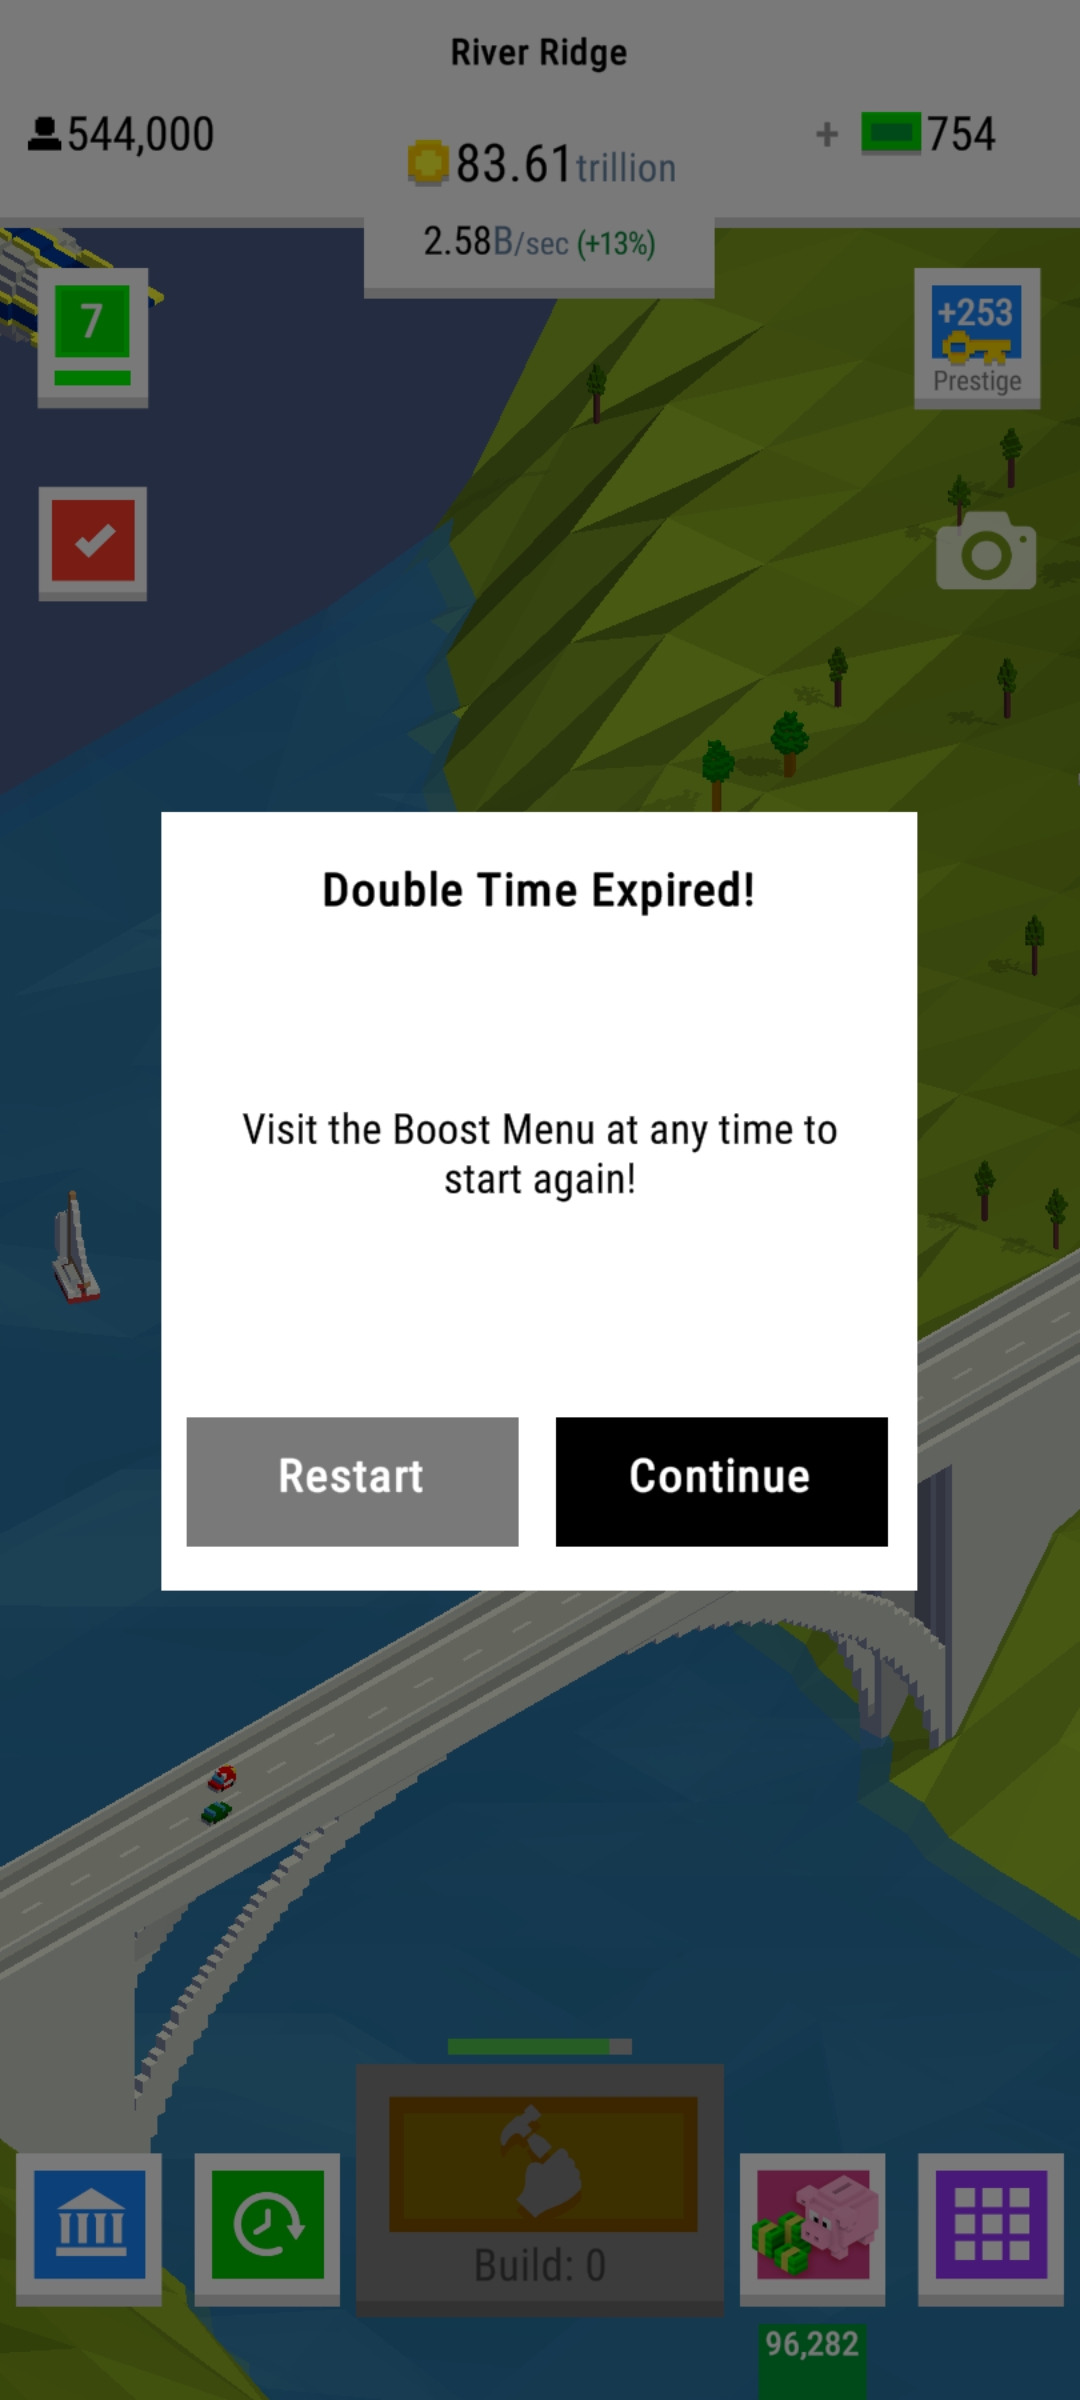 River Ridge
544,000
83.61trillion
+ 754
2.58B/sec (+13%)
7
+253
Prestige
Double Time Expired!
Visit the Boost Menu at any time to
start again!
Restart
Continue
Build: 0
96,282